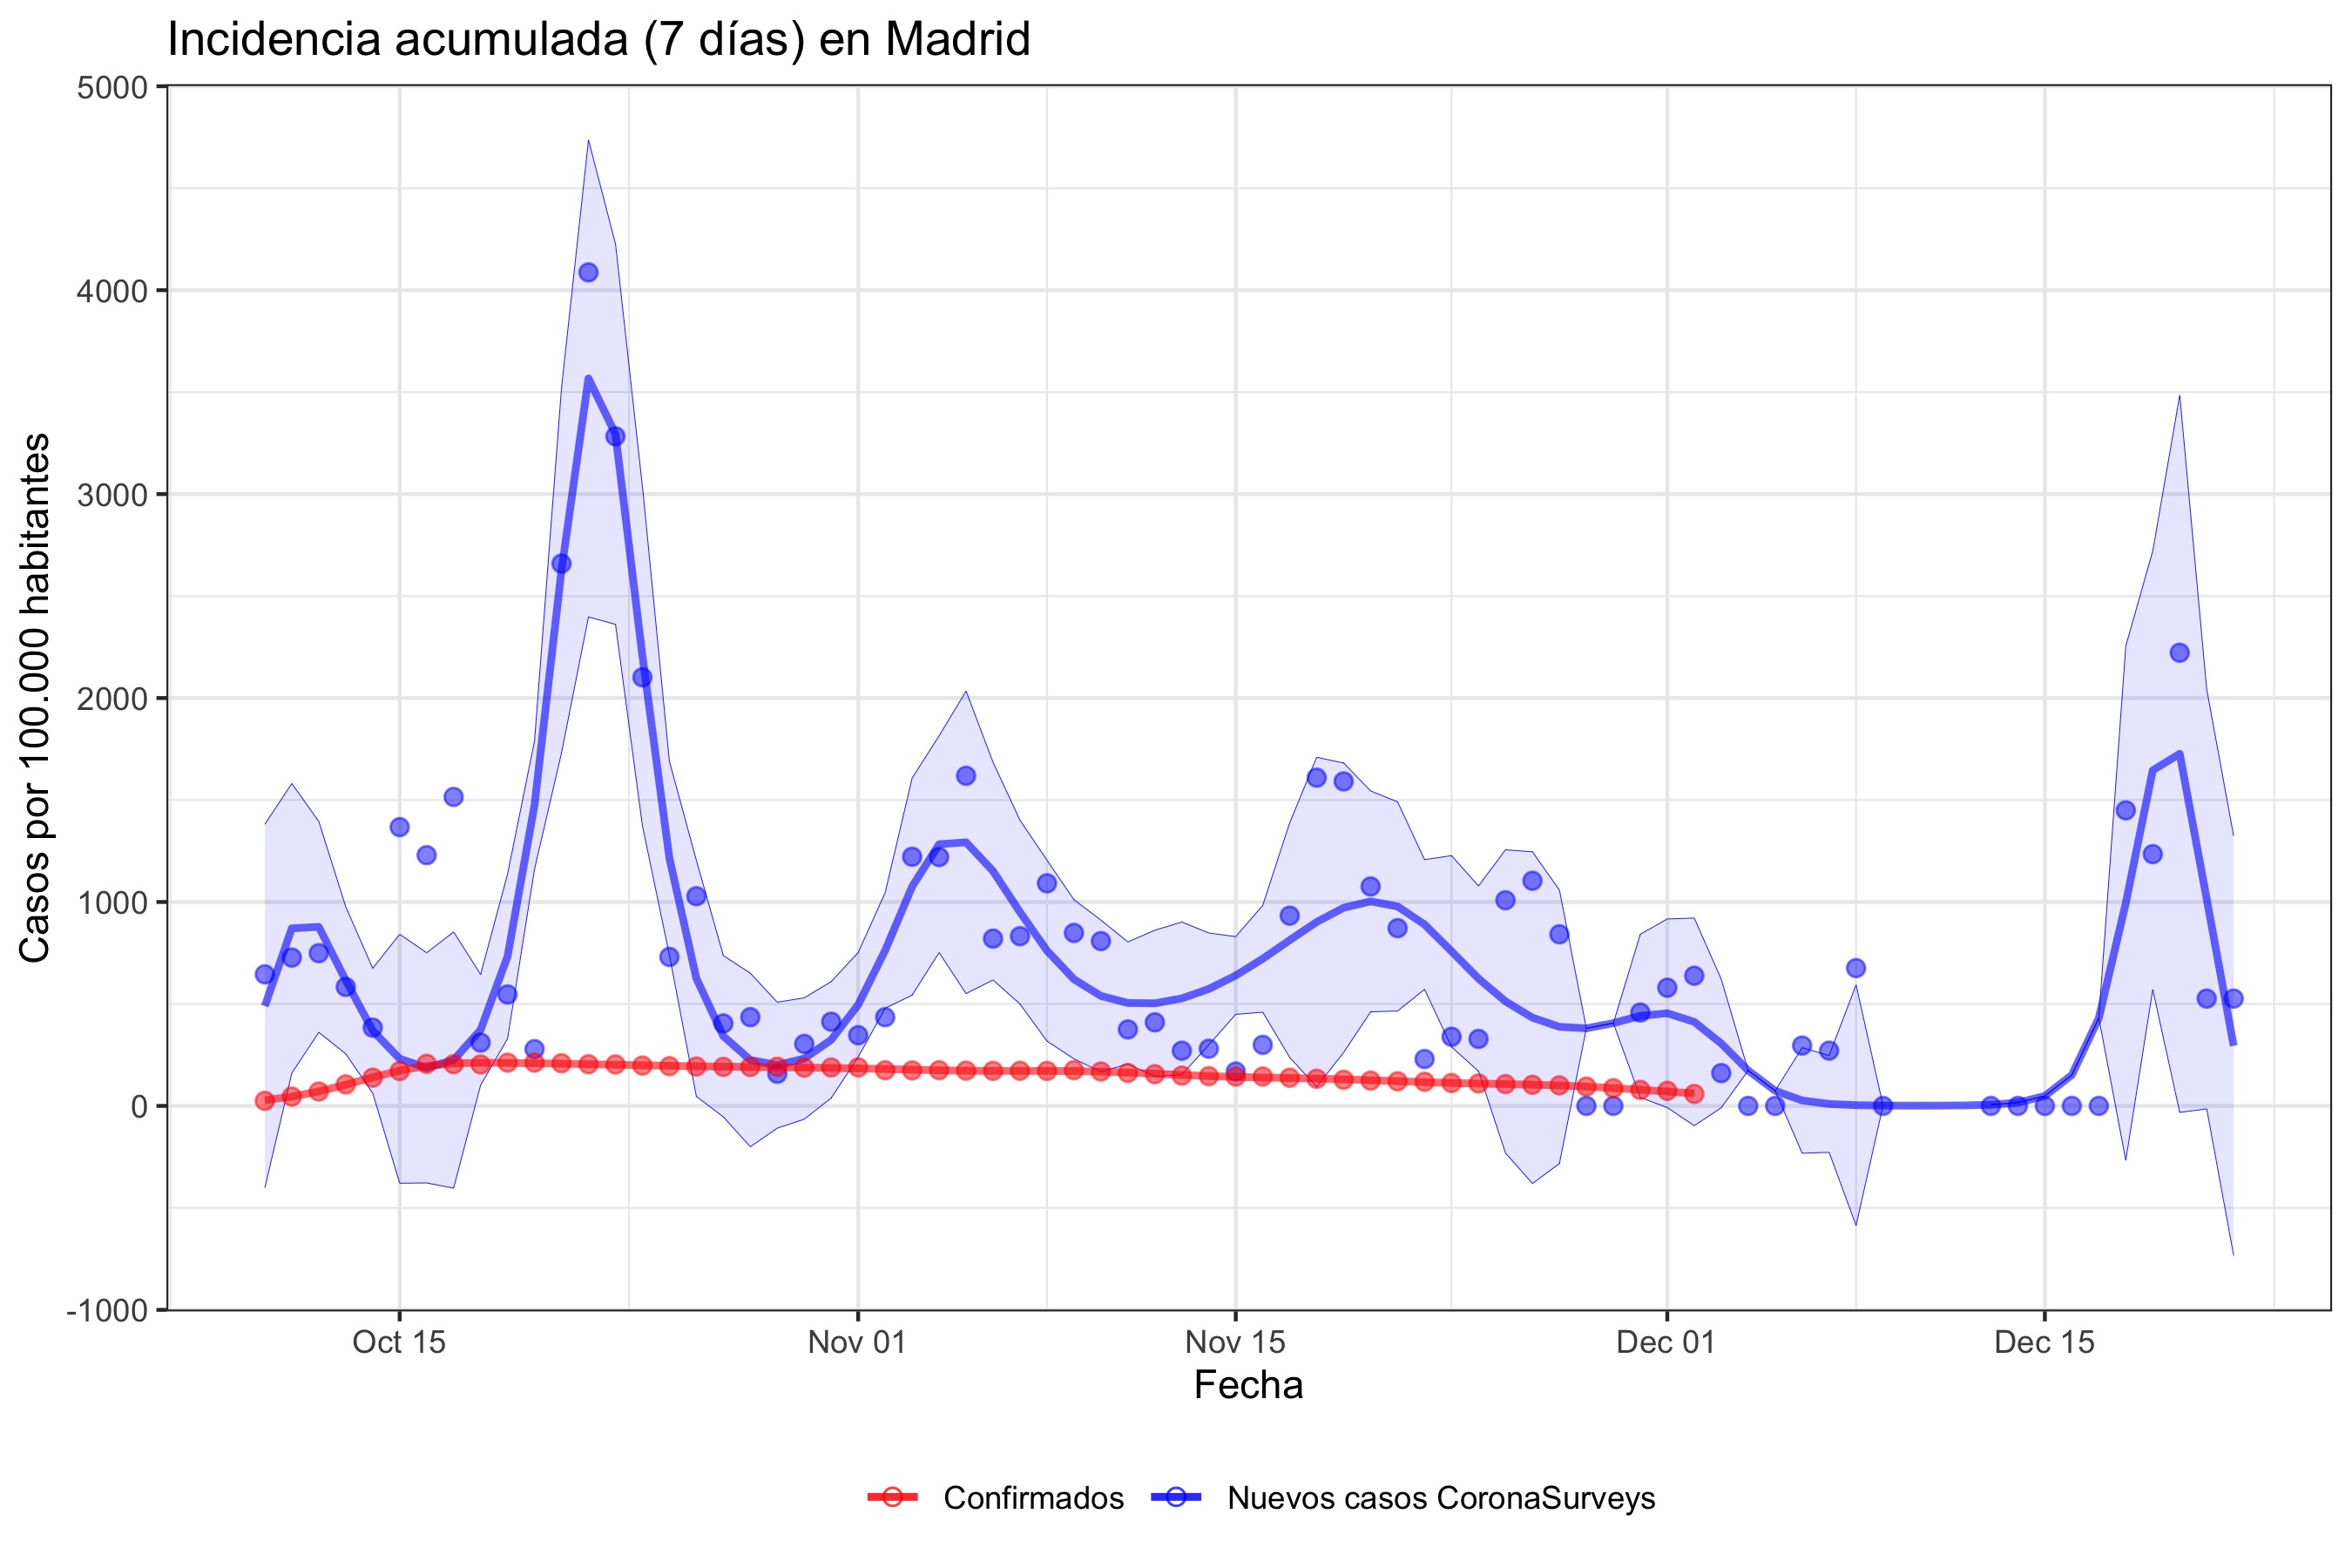 Incidencia acumulada (7 días) en Madrid
Casos por 100.000 habitantes
5000
4000
3000
2000
1000
0
-1000
Oct 15
Nov 01
Nov 15
Dec 01
Dec 15
Fecha
Confirmados
Nuevos casos CoronaSurveys